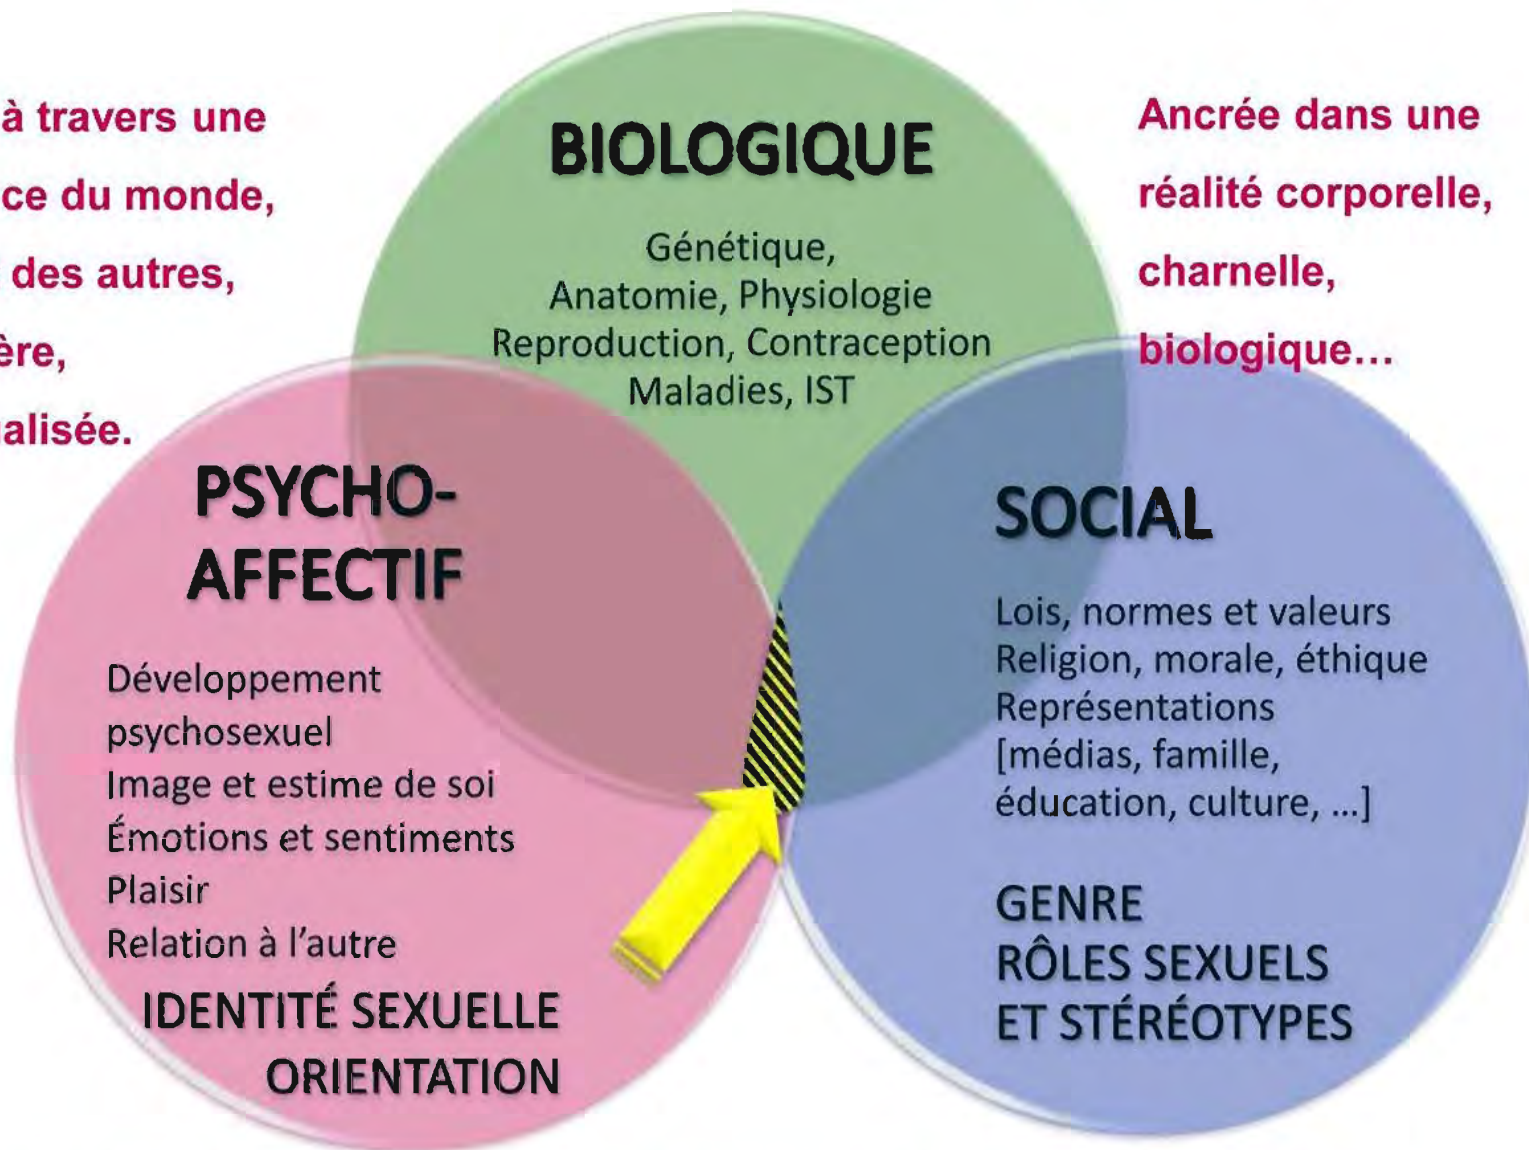 à travers une
ce du monde,
des autres,
ère,
alisée.
BIOLOGIQUE
Génétique,
Anatomie, Physiologie
Reproduction, Contraception
Maladies, IST
Ancrée dans une
réalité corporelle,
charnelle,
biologique…
PSYCHO-
AFFECTIF
Développement
psychosexuel
Image et estime de soi
Émotions et sentiments
Plaisir
Relation à l’autre
IDENTITÉ SEXUELLE
ORIENTATION
SOCIAL
Lois, normes et valeurs
Religion, morale, éthique
Représentations
[médias, famille,
éducation, culture, …]
GENRE
RÔLES SEXUELS
ET STÉRÉOTYPES